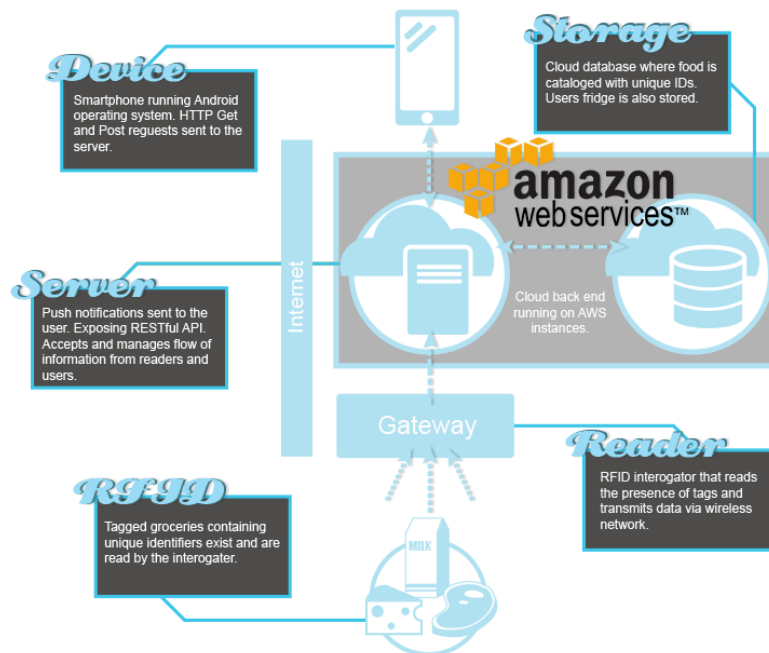 Storage
Cloud database where food is
cataloged with unique IDs.
Users fridge is also stored.
Device
Smartphone running Android
operating system. HTTP Get
and Post reguests sent to the
server.
amazon
web services™
Server
Push notifications sent to the
user. Exposing RESTful API.
Accepts and manages flow of
information from readers and
users.
Internet
Cloud back end
running on AWS
instances.
Gateway
Reader
RFID interogator that reads
the presence of tags and
transmits data via wireless
network.
RFID
Tagged groceries containing
unique identifiers exist and are
read by the interogater.
MILK